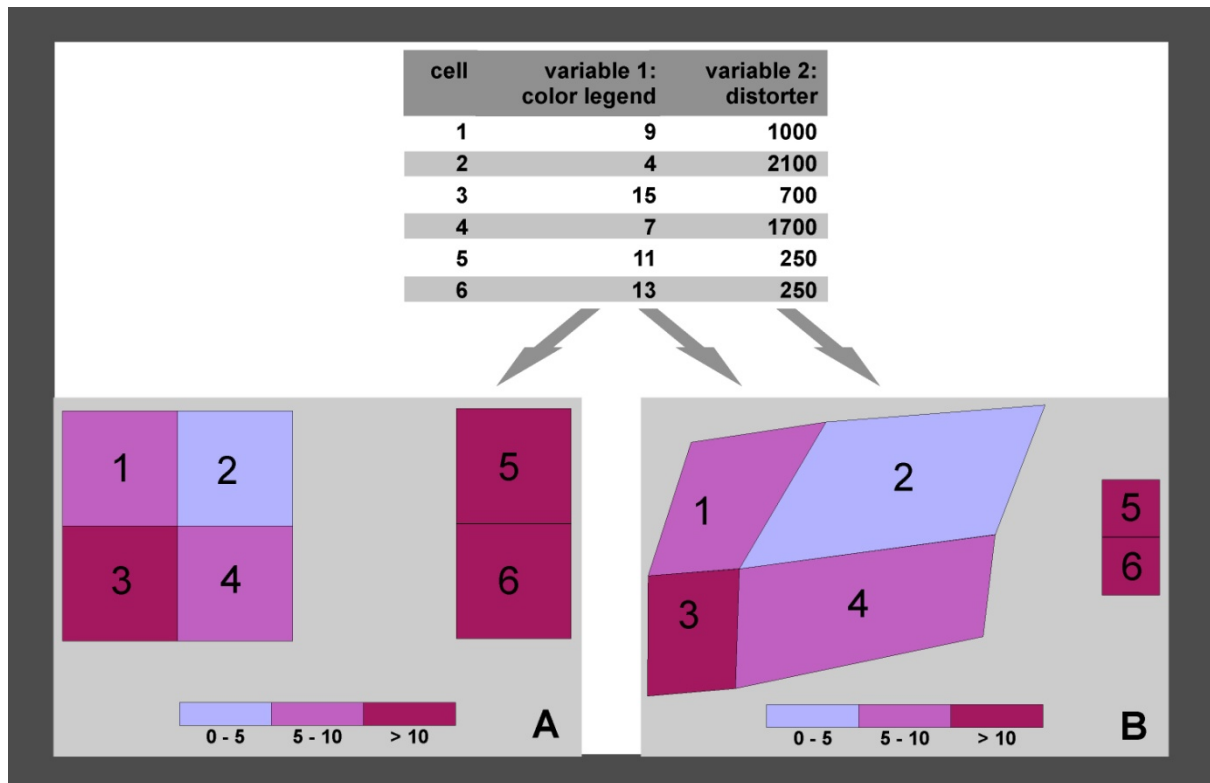 cell variable 1: variable 2:
color legend distorter
1 9 1000
2 4 2100
3 15 700
4 7 1700
5 11 250
6 13 250
1 2
3 4
5
6
0 - 5 5 - 10 > 10
A
1 2
3 4
5
6
0 - 5 5 - 10 > 10
B